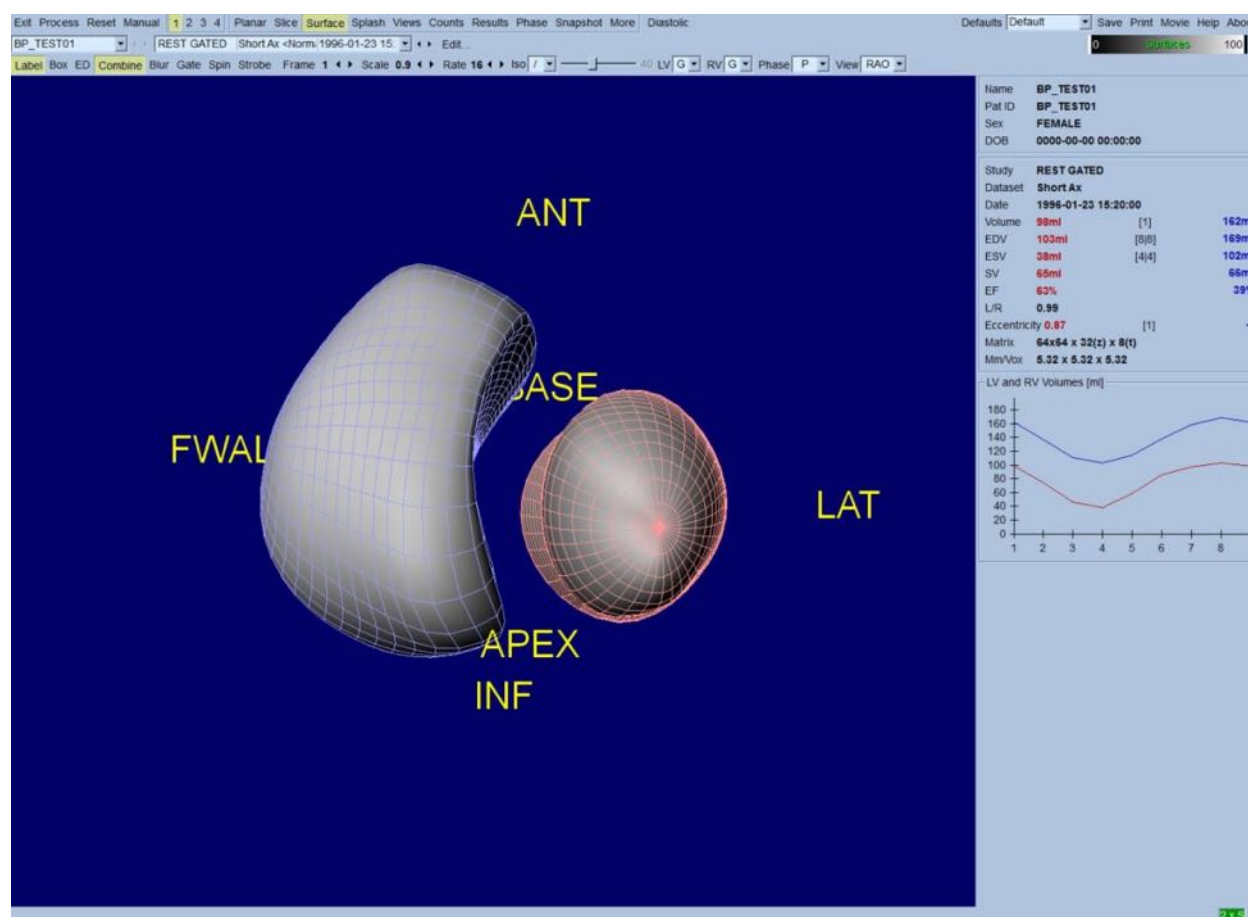 Exit Process Reset Manual 1 2 3 4 Planar Slice Surface Splash Views Counts Results Phase Snapshot More Diastolic Defaults Default Save Print Movie Help Abou
BP_TEST01 REST GATED Short Ax <Norm 1996-01-23 15: Edit... 0 Surfaces 100
Label Box ED Combine Blur Gate Spin Strobe Frame 1 Scale 0.9 Rate 16 Iso / 40 LV G RV G Phase P View RAO
Name BP_TEST01
Pat ID BP_TEST01
Sex FEMALE
DOB 0000-00-00 00:00:00
Study REST GATED
Dataset Short Ax
Date 1996-01-23 15:20:00
Volume 98ml [1] 162m
EDV 103ml [8|8] 169m
ESV 38ml [4|4] 102m
SV 65ml 66m
EF 63% 39%
L/R 0.99
Eccentricity 0.87 [1]
Matrix 64x64 x 32(z) x 8(t)
Mm/Vox 5.32 x 5.32 x 5.32
LV and RV Volumes [ml]
180
160
140
120
100
80
60
40
20
0
1 2 3 4 5 6 7 8
ANT
BASE
FWAL
LAT
APEX
INF